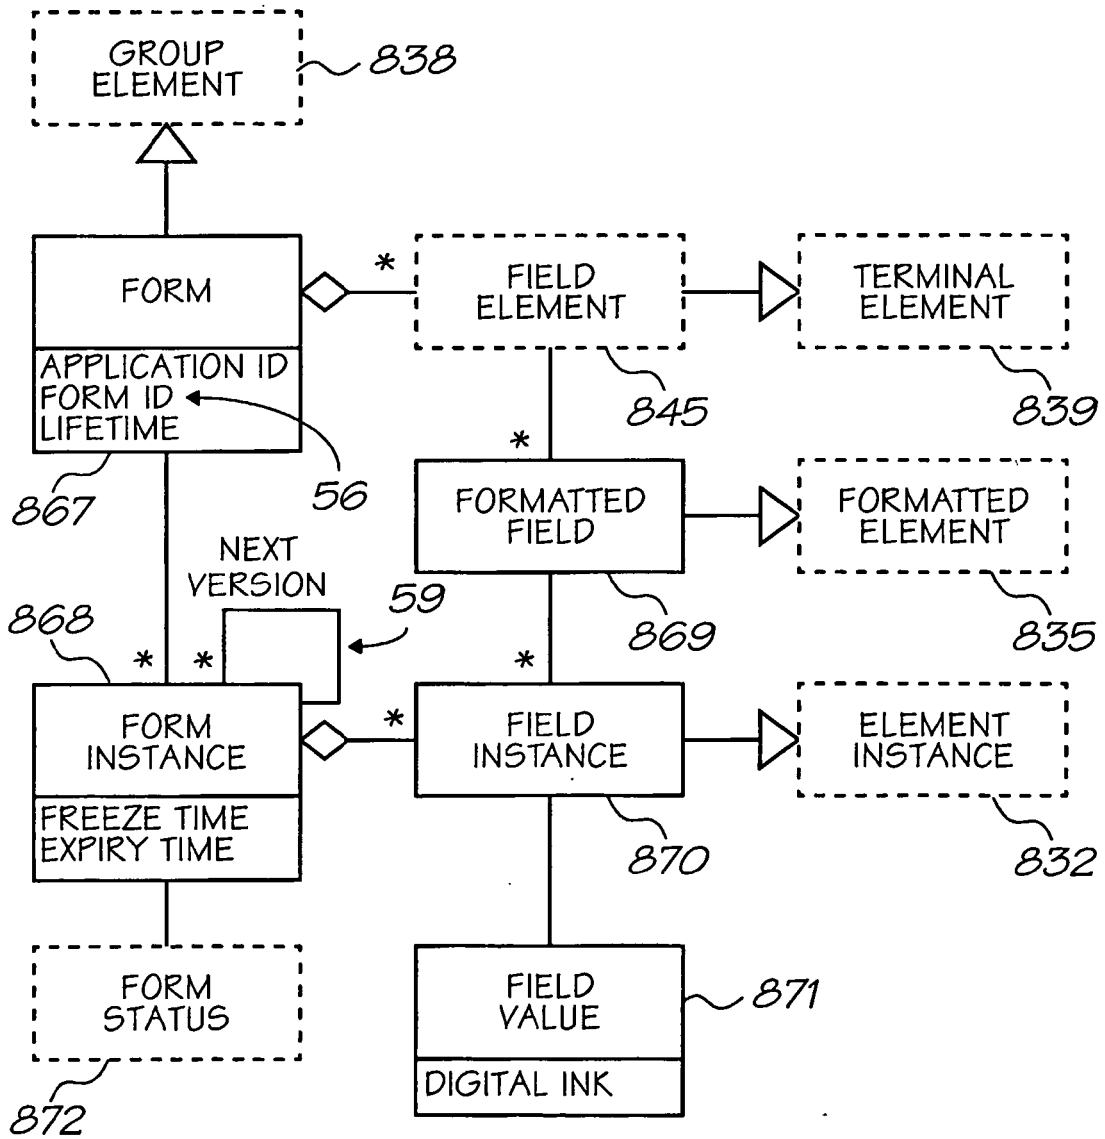 GROUP
ELEMENT
838
FORM
*
FIELD
ELEMENT
TERMINAL
ELEMENT
APPLICATION ID
FORM ID
LIFETIME
845
839
867
56
*
FORMATTED
FIELD
FORMATTED
ELEMENT
NEXT
VERSION
59
869
835
868
*
*
*
FORM
INSTANCE
*
FIELD
INSTANCE
ELEMENT
INSTANCE
FREEZE TIME
EXPIRY TIME
870
832
FORM
STATUS
FIELD
VALUE
871
DIGITAL INK
872